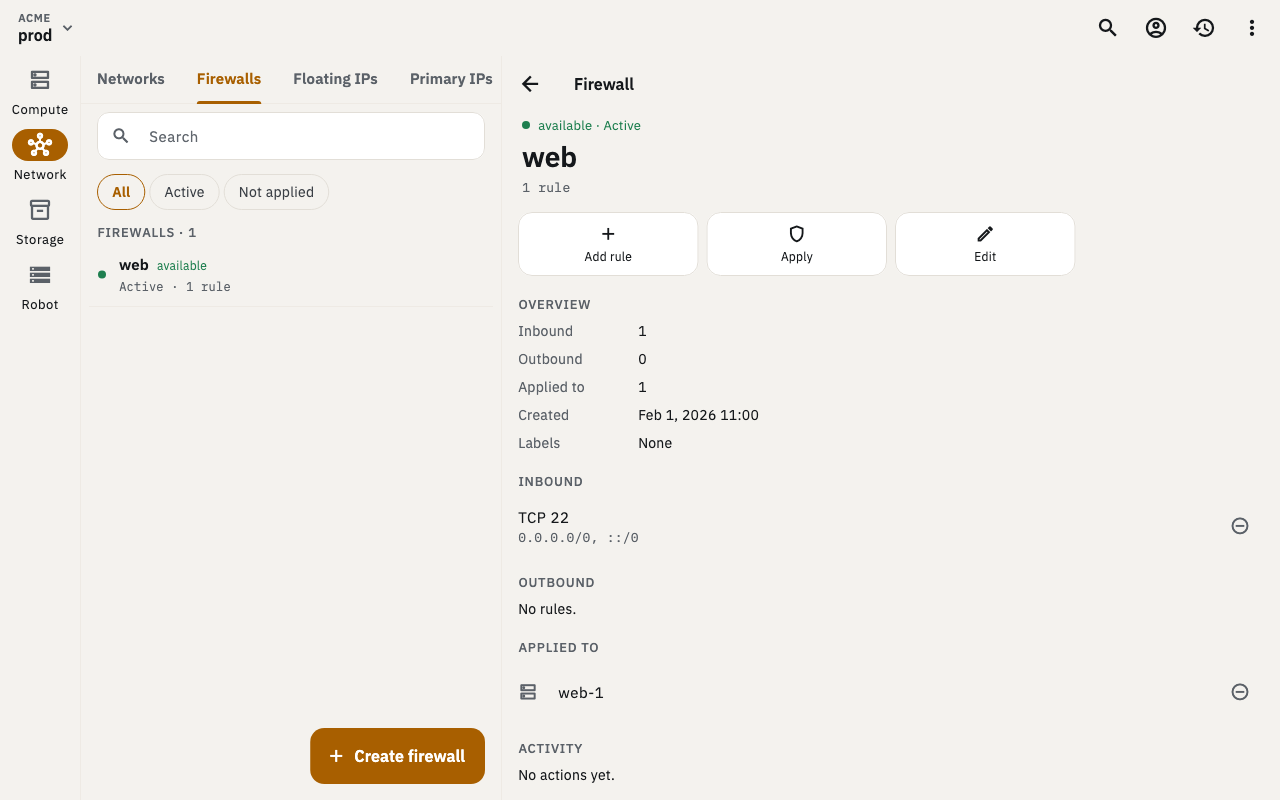 ACME
prod
Compute
Network
Storage
Robot
Networks
Firewalls
Floating IPs
Primary IPs
Search
All
Active
Not applied
FIREWALLS · 1
web available
Active · 1 rule
Create firewall
Firewall
available · Active
web
1 rule
Add rule
Apply
Edit
OVERVIEW
Inbound 1
Outbound 0
Applied to 1
Created Feb 1, 2026 11:00
Labels None
INBOUND
TCP 22
0.0.0.0/0, ::/0
OUTBOUND
No rules.
APPLIED TO
web-1
ACTIVITY
No actions yet.